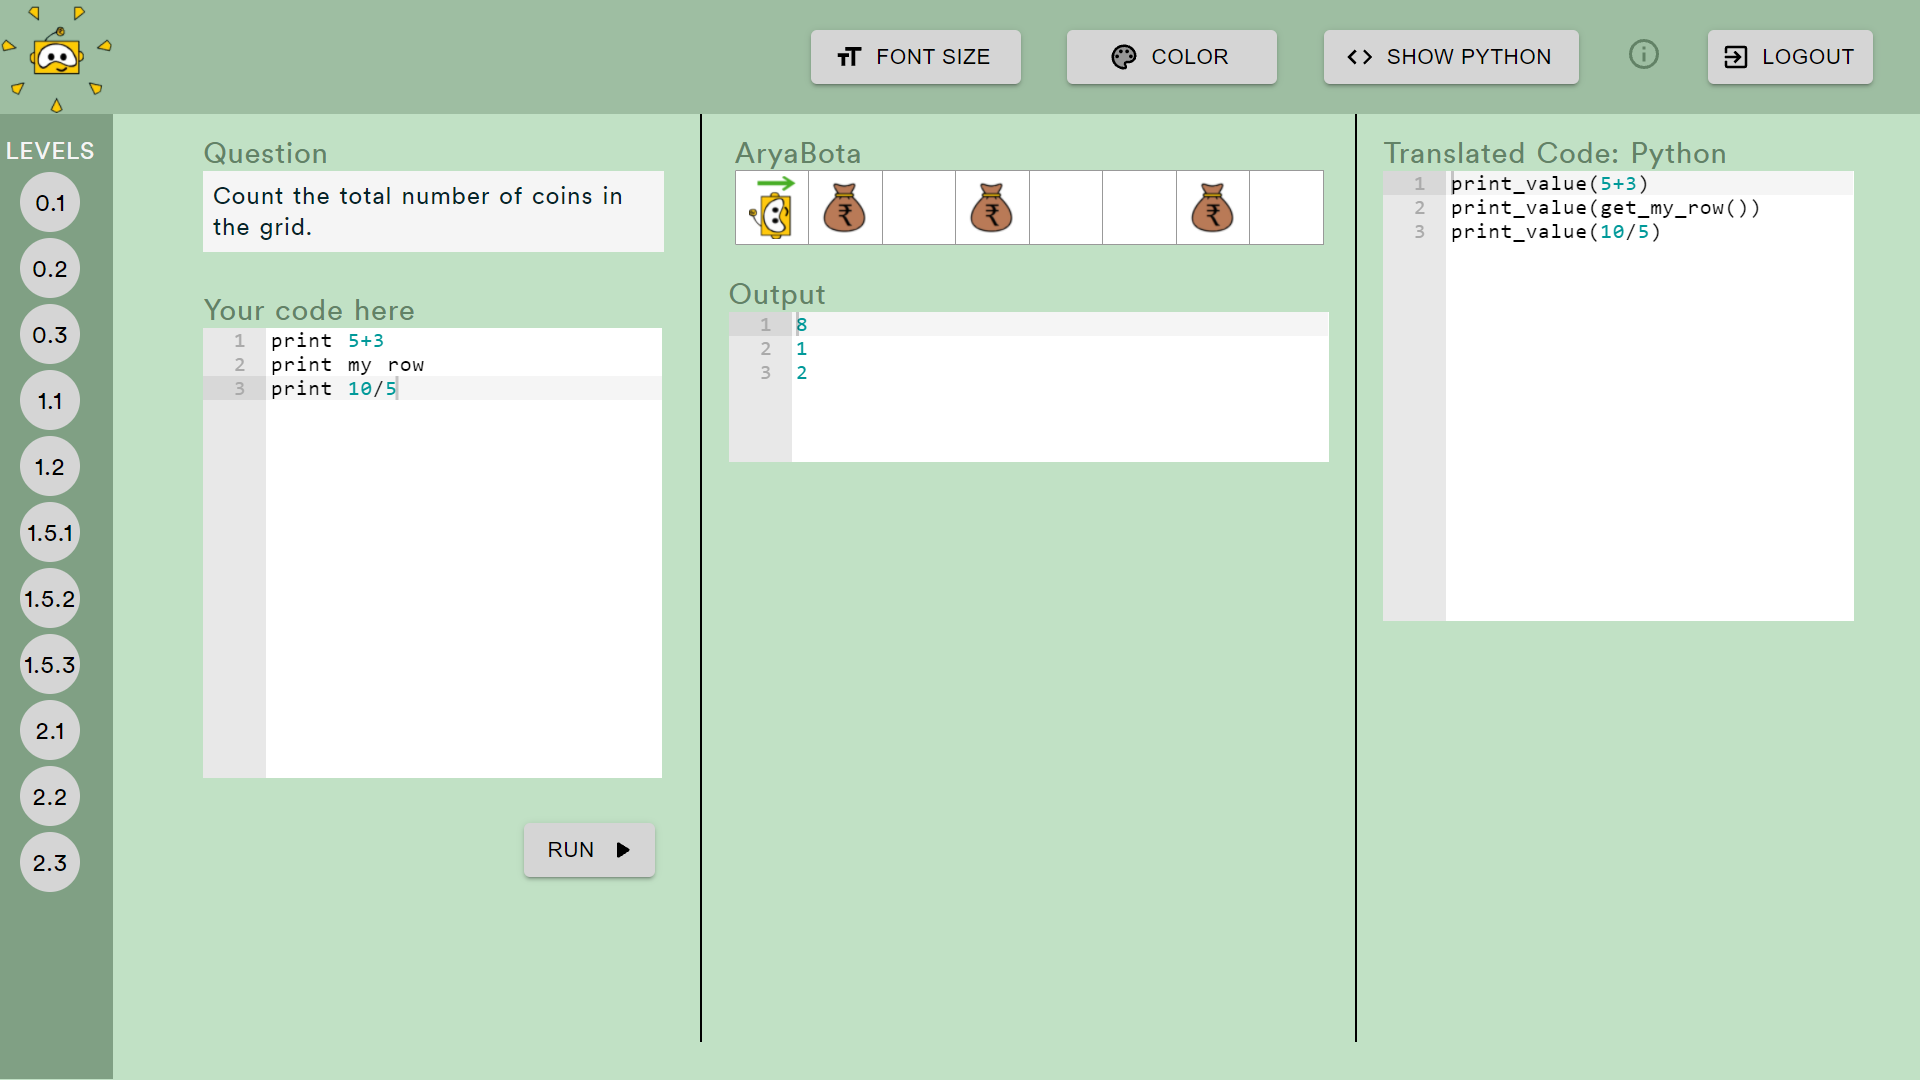 FONT SIZE
COLOR
SHOW PYTHON
LOGOUT
LEVELS
0.1
0.2
0.3
1.1
1.2
1.5.1
1.5.2
1.5.3
2.1
2.2
2.3
Question
Count the total number of coins in
the grid.
Your code here
1 print 5+3
2 print my row
3 print 10/5
RUN
AryaBota
₹ ₹ ₹
Output
1 8
2 1
3 2
Translated Code: Python
1 print_value(5+3)
2 print_value(get_my_row())
3 print_value(10/5)